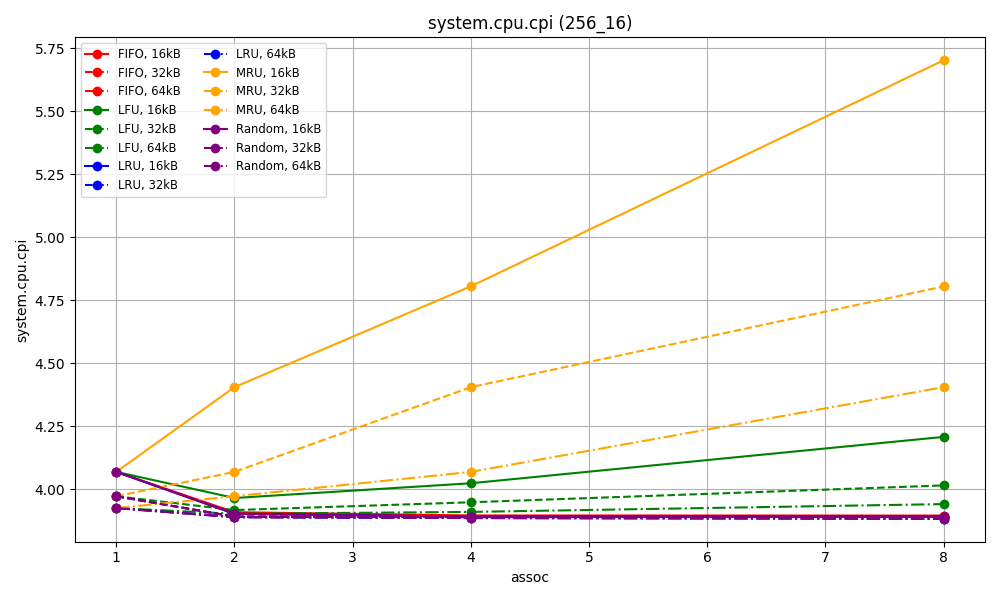 system.cpu.cpi (256_16)
FIFO, 16kB
FIFO, 32kB
FIFO, 64kB
LFU, 16kB
LFU, 32kB
LFU, 64kB
LRU, 16kB
LRU, 32kB
LRU, 64kB
MRU, 16kB
MRU, 32kB
MRU, 64kB
Random, 16kB
Random, 32kB
Random, 64kB
system.cpu.cpi
5.75
5.50
5.25
5.00
4.75
4.50
4.25
4.00
1 2 3 4 5 6 7 8
assoc